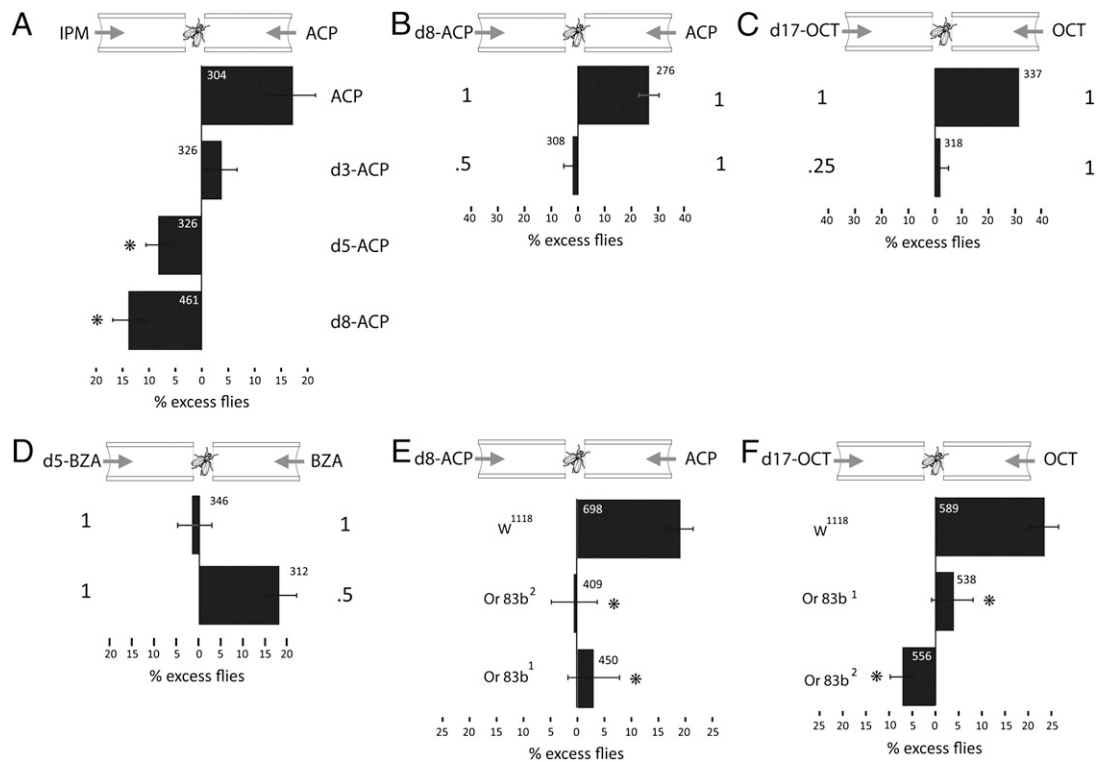 A
IPM
ACP
304
ACP
326
d3-ACP
326
d5-ACP
*
461
d8-ACP
*
20 15 10 5 0 5 10 15 20
% excess flies
B
d8-ACP
ACP
276
1
1
308
.5
1
40 30 20 10 0 10 20 30 40
% excess flies
C
d17-OCT
OCT
337
1
1
318
.25
1
40 30 20 10 0 10 20 30 40
% excess flies
D
d5-BZA
BZA
346
1
1
312
1
.5
20 15 10 5 0 5 10 15 20
% excess flies
E
d8-ACP
ACP
W1118
698
Or 83b2
409
*
Or 83b1
450
*
25 20 15 10 5 0 5 10 15 20 25
% excess flies
F
d17-OCT
OCT
W1118
589
Or 83b1
538
*
Or 83b2
556
*
25 20 15 10 5 0 5 10 15 20 25
% excess flies